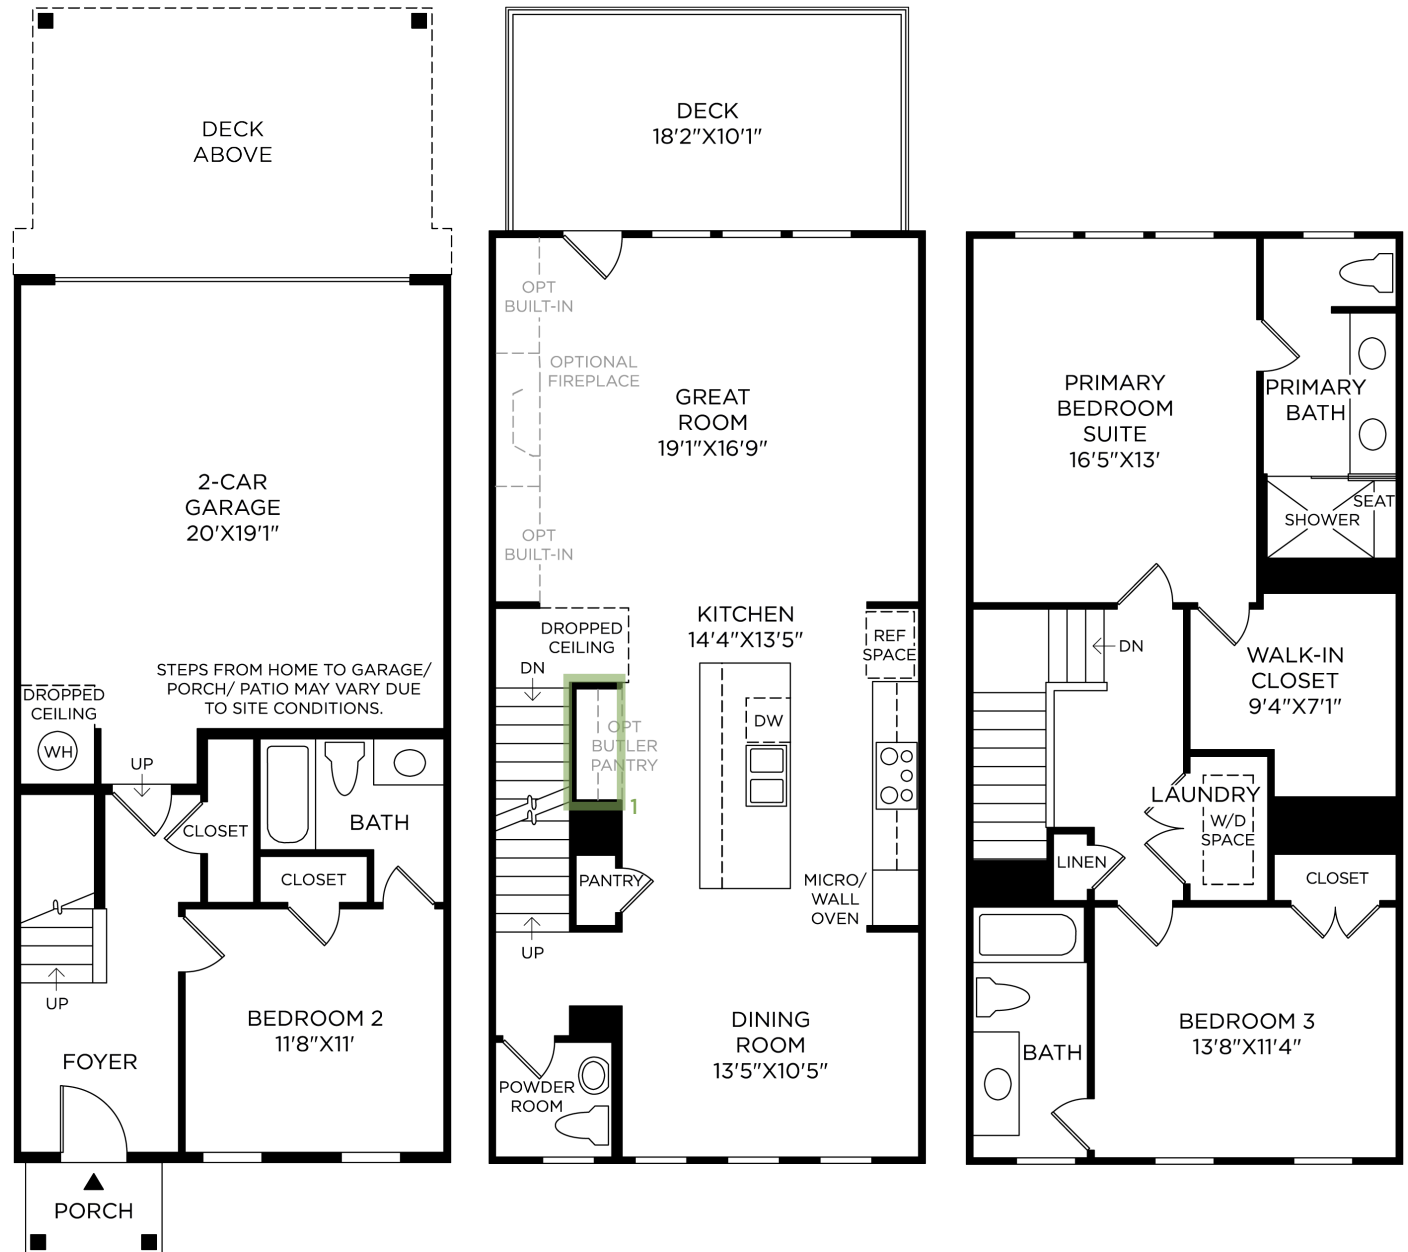 DECK
ABOVE
2-CAR
GARAGE
20'X19'1"
STEPS FROM HOME TO GARAGE/
PORCH/ PATIO MAY VARY DUE
TO SITE CONDITIONS.
DROPPED
CEILING
WH
UP
CLOSET
BATH
CLOSET
UP
BEDROOM 2
11'8"X11'
FOYER
PORCH
DECK
18'2"X10'1"
OPT
BUILT-IN
OPTIONAL
FIREPLACE
GREAT
ROOM
19'1"X16'9"
OPT
BUILT-IN
KITCHEN
14'4"X13'5"
DROPPED
CEILING
REF
SPACE
DN
DW
OPT
BUTLER
PANTRY
1
PANTRY
MICRO/
WALL
OVEN
UP
DINING
ROOM
13'5"X10'5"
POWDER
ROOM
PRIMARY
BEDROOM
SUITE
16'5"X13'
PRIMARY
BATH
SEAT
SHOWER
DN
WALK-IN
CLOSET
9'4"X7'1"
LAUNDRY
W/D
SPACE
LINEN
CLOSET
BEDROOM 3
13'8"X11'4"
BATH